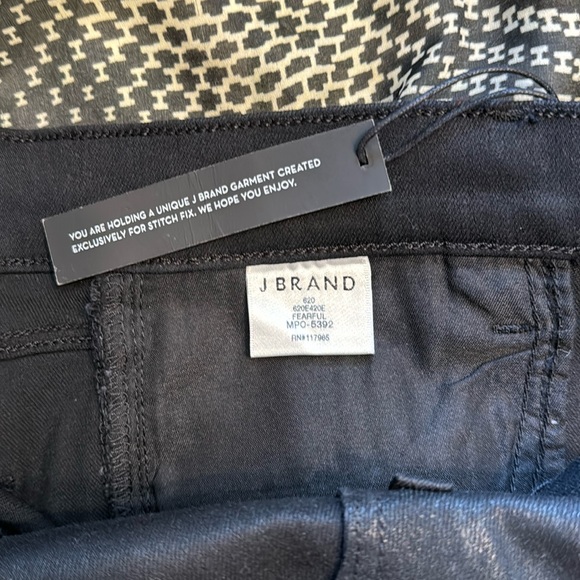 YOU ARE HOLDING A UNIQUE J BRAND GARMENT CREATED
EXCLUSIVELY FOR STITCH FIX. WE HOPE YOU ENJOY.
J BRAND
620
620E420E
FEARFUL
MPO-5392
RN#117965